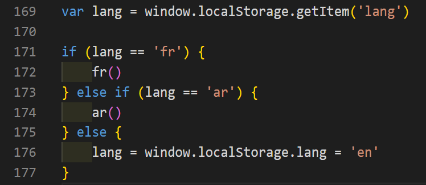 169 var lang = window.localStorage.getItem('lang')
170
171 if (lang == 'fr') {
172     fr()
173 } else if (lang == 'ar') {
174     ar()
175 } else {
176     lang = window.localStorage.lang = 'en'
177 }